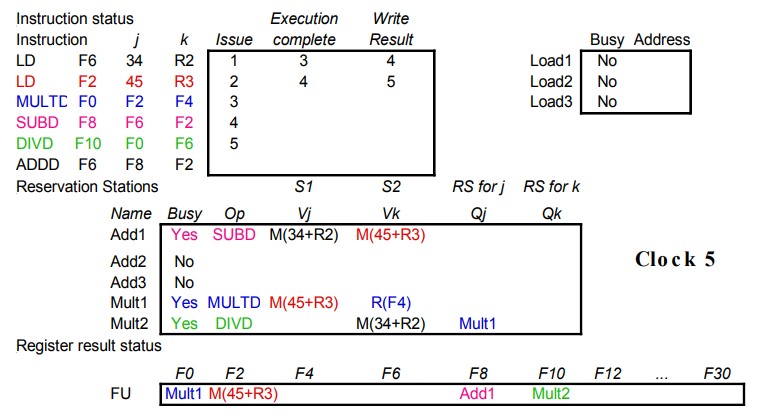 Instruction status Execution Write
Instruction j k Issue complete Result Busy Address
LD F6 34 R2 1 3 4 Load1 No
LD F2 45 R3 2 4 5 Load2 No
MULTD F0 F2 F4 3 Load3 No
SUBD F8 F6 F2 4
DIVD F10 F0 F6 5
ADDD F6 F8 F2
Reservation Stations S1 S2 RS for j RS for k
Name Busy Op Vj Vk Qj Qk
Add1 Yes SUBD M(34+R2) M(45+R3)
Add2 No
Add3 No
Mult1 Yes MULTD M(45+R3) R(F4)
Mult2 Yes DIVD M(34+R2) Mult1
Clock 5
Register result status
F0 F2 F4 F6 F8 F10 F12 ... F30
FU Mult1 M(45+R3) Add1 Mult2